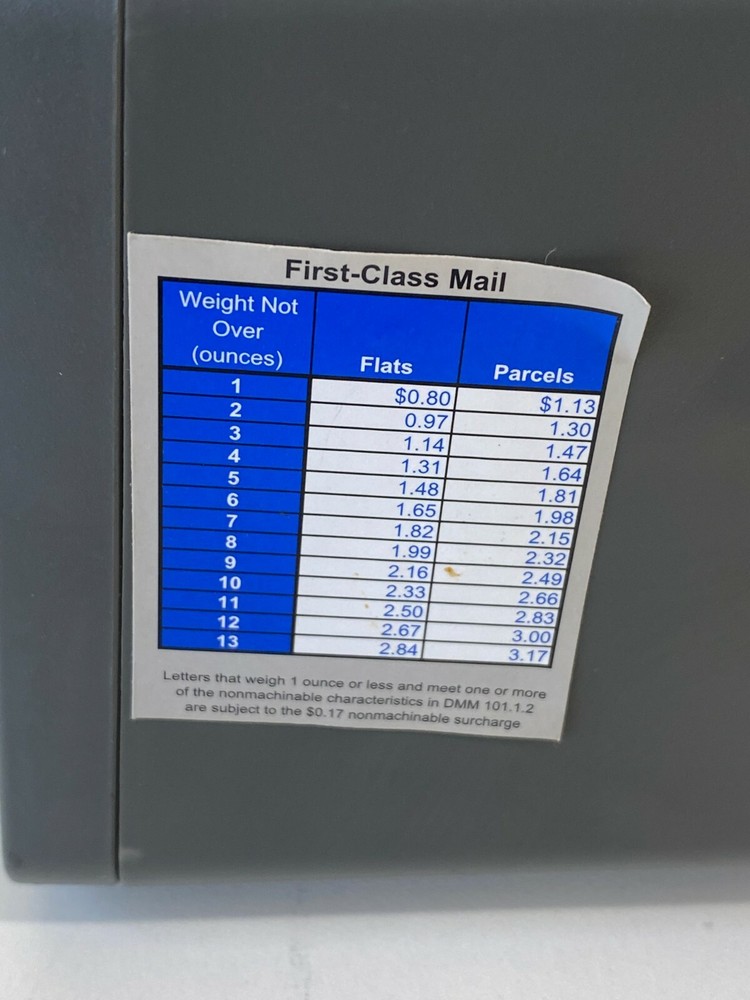 First-Class Mail
Weight Not
Over
(ounces) Flats Parcels
1 $0.80 $1.13
2 0.97 1.30
3 1.14 1.47
4 1.31 1.64
5 1.48 1.81
6 1.65 1.98
7 1.82 2.15
8 1.99 2.32
9 2.16 2.49
10 2.33 2.66
11 2.50 2.83
12 2.67 3.00
13 2.84 3.17
Letters that weigh 1 ounce or less and meet one or more
of the nonmachinable characteristics in DMM 101.1.2
are subject to the $0.17 nonmachinable surcharge